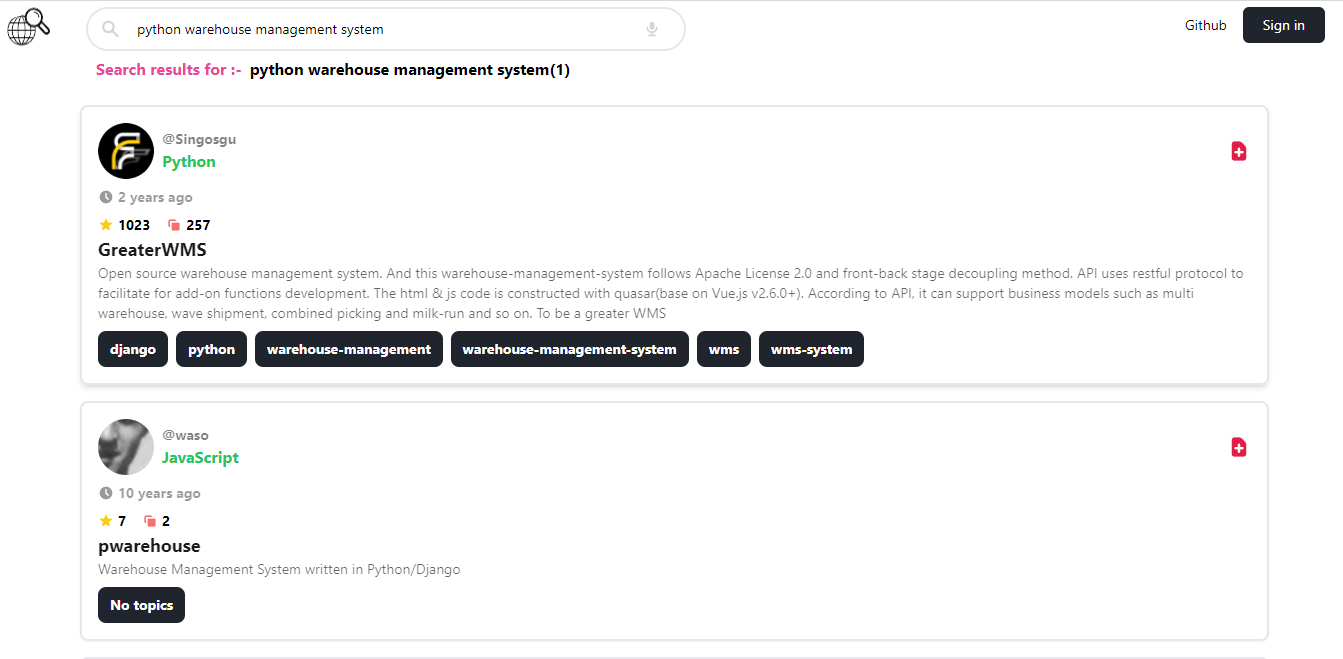 python warehouse management system
Github
Sign in
Search results for :- python warehouse management system(1)
@Singosgu
Python
2 years ago
1023 257
GreaterWMS
Open source warehouse management system. And this warehouse-management-system follows Apache License 2.0 and front-back stage decoupling method. API uses restful protocol to
facilitate for add-on functions development. The html & js code is constructed with quasar(base on Vue.js v2.6.0+). According to API, it can support business models such as multi
warehouse, wave shipment, combined picking and milk-run and so on. To be a greater WMS
django python warehouse-management warehouse-management-system wms wms-system
@waso
JavaScript
10 years ago
7 2
pwarehouse
Warehouse Management System written in Python/Django
No topics